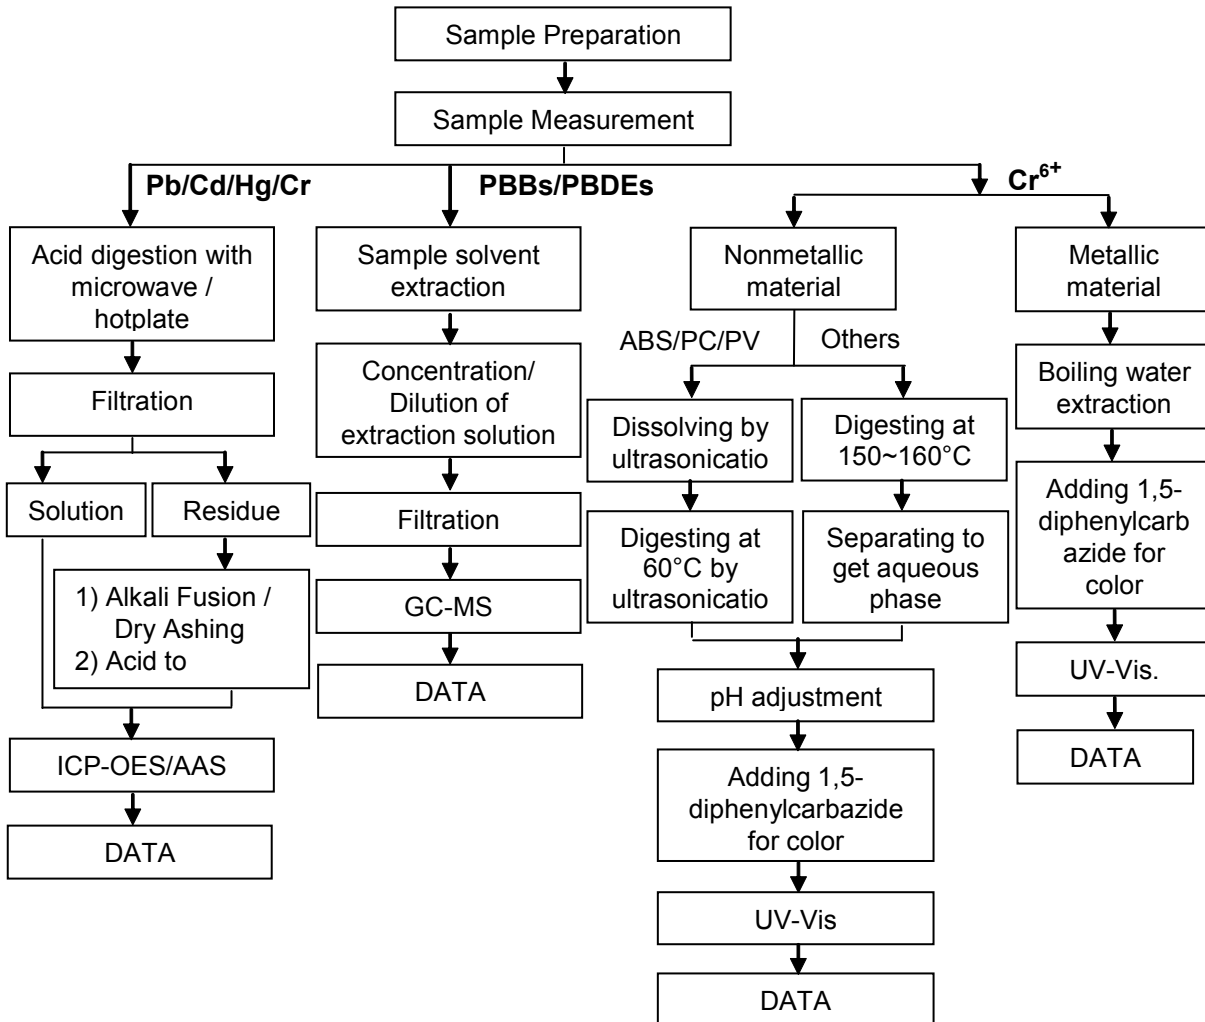 Sample Preparation
Sample Measurement
Pb/Cd/Hg/Cr
PBBs/PBDEs
Cr⁶⁺
Acid digestion with
microwave /
hotplate
Filtration
Solution
Residue
1) Alkali Fusion /
Dry Ashing
2) Acid to
ICP-OES/AAS
DATA
Sample solvent
extraction
Concentration/
Dilution of
extraction solution
Filtration
GC-MS
DATA
Nonmetallic
material
ABS/PC/PV
Others
Dissolving by
ultrasonicatio
Digesting at
60°C by
ultrasonicatio
Digesting at
150~160°C
Separating to
get aqueous
phase
pH adjustment
Adding 1,5-
diphenylcarbazide
for color
UV-Vis
DATA
Metallic
material
Boiling water
extraction
Adding 1,5-
diphenylcarb
azide for
color
UV-Vis.
DATA